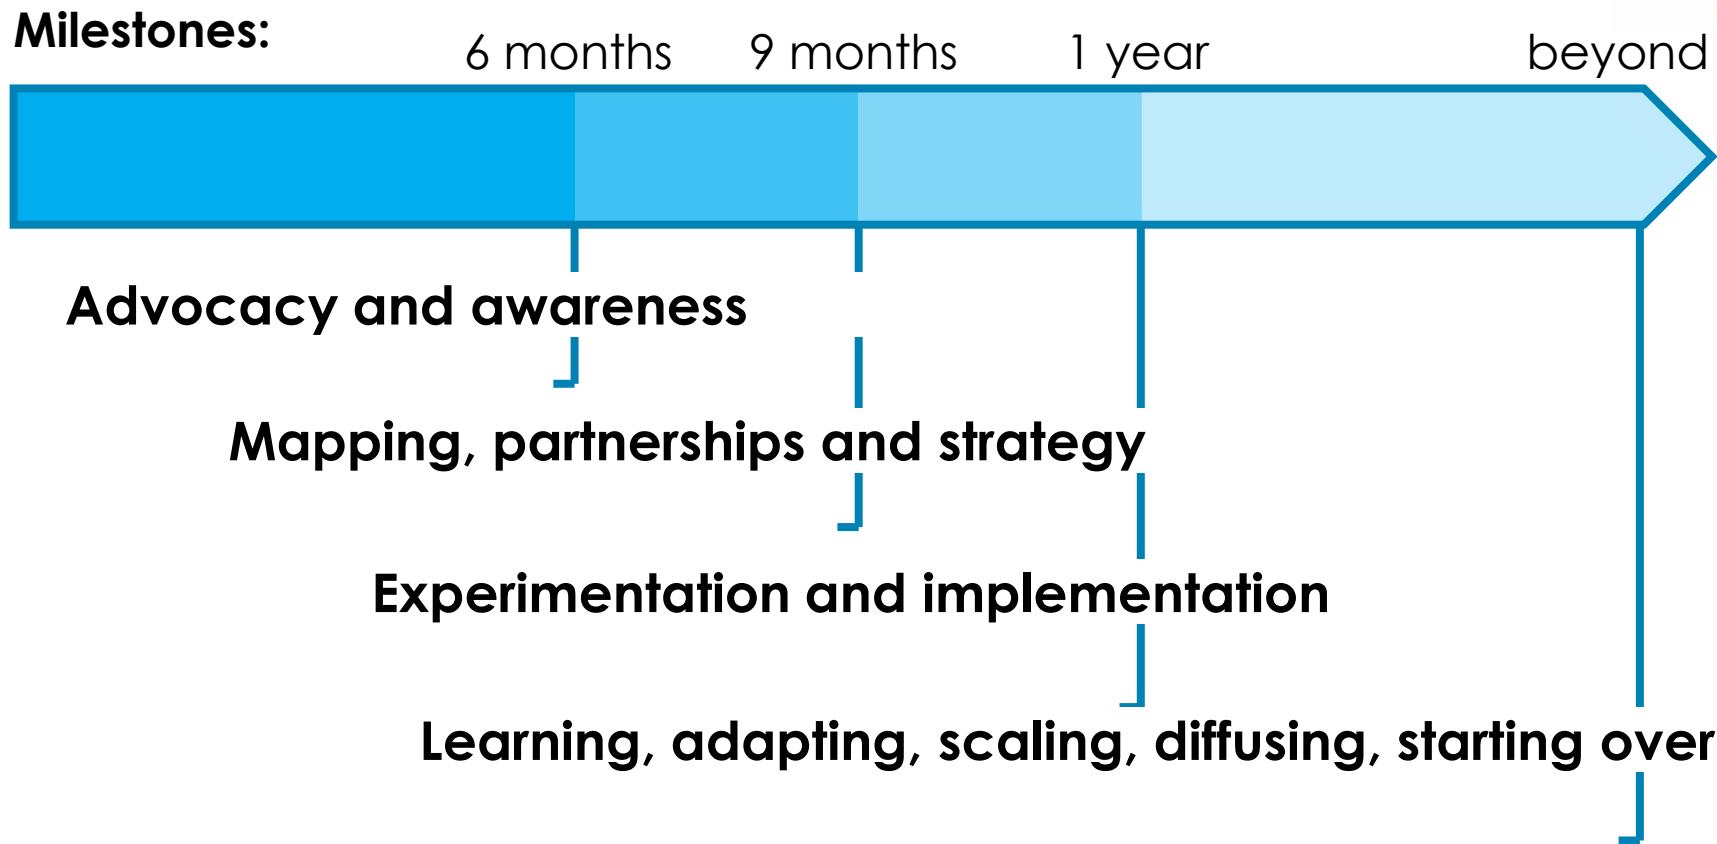 Milestones:
6 months 9 months 1 year beyond
Advocacy and awareness
Mapping, partnerships and strategy
Experimentation and implementation
Learning, adapting, scaling, diffusing, starting over